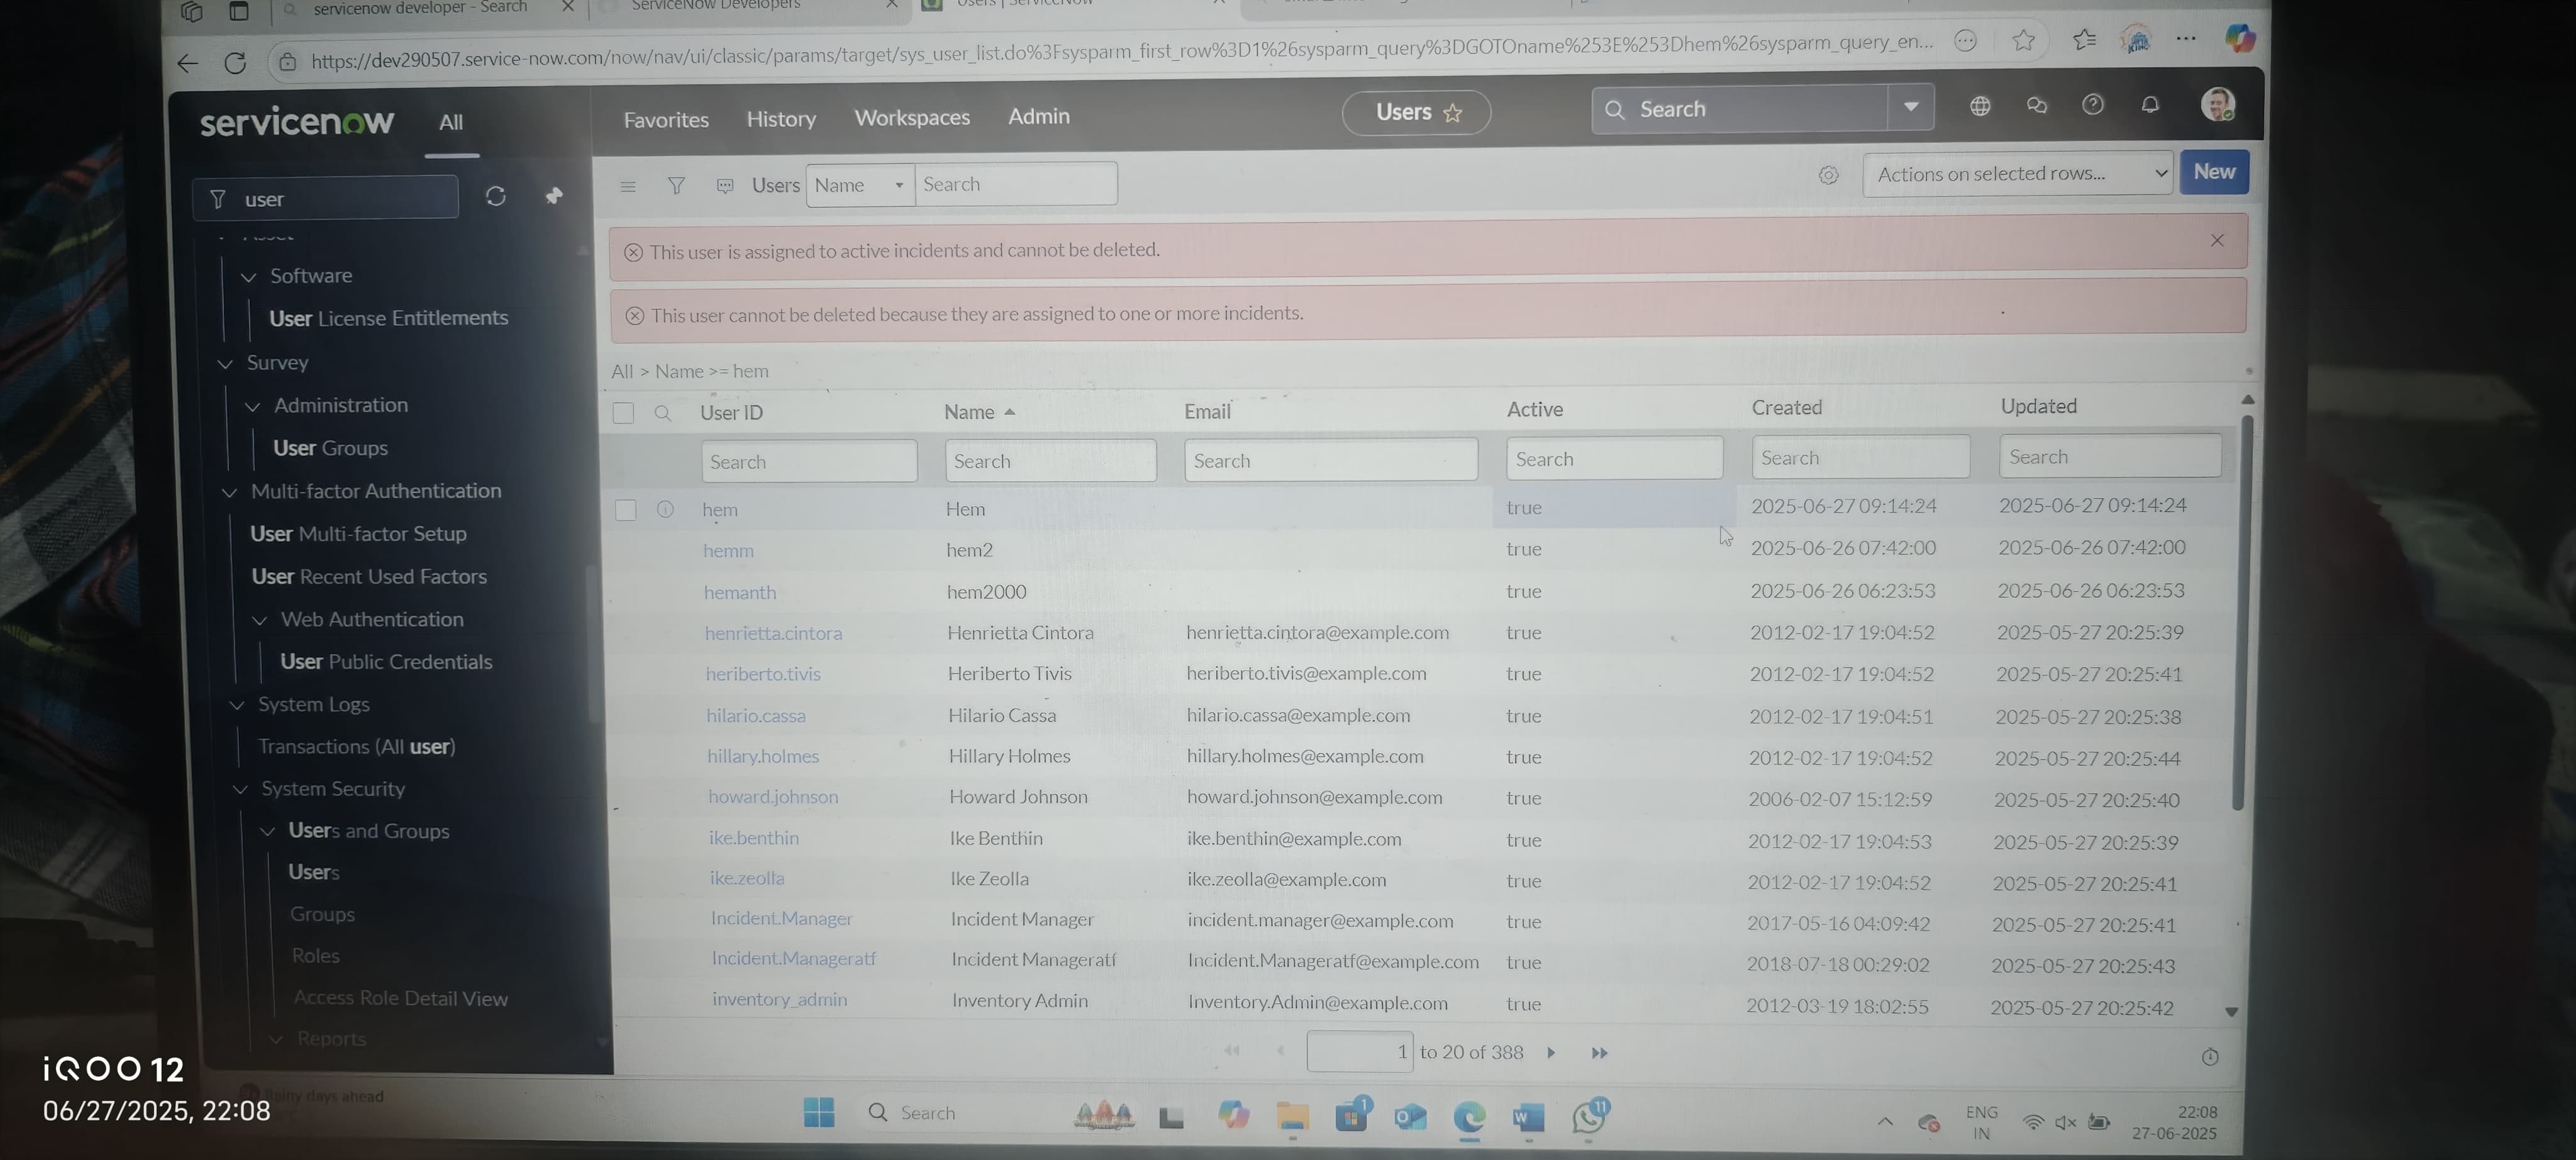 servicenow developer - Search
ServiceNow Developers
Users | ServiceNow
https://dev290507.service-now.com/now/nav/ui/classic/params/target/sys_user_list.do%3Fsysparm_first_row%3D1%26sysparm_query%3DGOTOname%253E%253Dhem%26sysparm_query_en...
servicenow All Favorites History Workspaces Admin Users Search
user
Users Name Search Actions on selected rows... New
This user is assigned to active incidents and cannot be deleted.
This user cannot be deleted because they are assigned to one or more incidents.
All > Name >= hem
Asset
Software
User License Entitlements
Survey
Administration
User Groups
Multi-factor Authentication
User Multi-factor Setup
User Recent Used Factors
Web Authentication
User Public Credentials
System Logs
Transactions (All user)
System Security
Users and Groups
Users
Groups
Roles
Access Role Detail View
Reports
User ID Name Email Active Created Updated
Search Search Search Search Search Search
hem Hem true 2025-06-27 09:14:24 2025-06-27 09:14:24
hemm hem2 true 2025-06-26 07:42:00 2025-06-26 07:42:00
hemanth hem2000 true 2025-06-26 06:23:53 2025-06-26 06:23:53
henrietta.cintora Henrietta Cintora henrietta.cintora@example.com true 2012-02-17 19:04:52 2025-05-27 20:25:39
heriberto.tivis Heriberto Tivis heriberto.tivis@example.com true 2012-02-17 19:04:52 2025-05-27 20:25:41
hilario.cassa Hilario Cassa hilario.cassa@example.com true 2012-02-17 19:04:51 2025-05-27 20:25:38
hillary.holmes Hillary Holmes hillary.holmes@example.com true 2012-02-17 19:04:52 2025-05-27 20:25:44
howard.johnson Howard Johnson howard.johnson@example.com true 2006-02-07 15:12:59 2025-05-27 20:25:40
ike.benthin Ike Benthin ike.benthin@example.com true 2012-02-17 19:04:53 2025-05-27 20:25:39
ike.zeolla Ike Zeolla ike.zeolla@example.com true 2012-02-17 19:04:52 2025-05-27 20:25:41
Incident.Manager Incident Manager incident.manager@example.com true 2017-05-16 04:09:42 2025-05-27 20:25:41
Incident.Manageratf Incident Manageratf Incident.Manageratf@example.com true 2018-07-18 00:29:02 2025-05-27 20:25:43
inventory_admin Inventory Admin Inventory.Admin@example.com true 2012-03-19 18:02:55 2025-05-27 20:25:42
1 to 20 of 388
Rainy days ahead
Search
1
11
ENG
IN
22:08
27-06-2025
iQOO 12
06/27/2025, 22:08